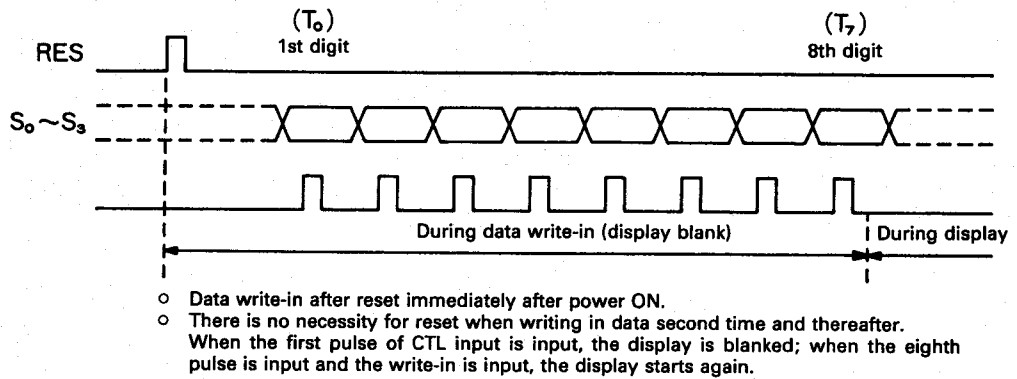 (T₀)
(T₇)
1st digit
8th digit
RES
S₀～S₃
During data write-in (display blank)
During display
○ Data write-in after reset immediately after power ON.
○ There is no necessity for reset when writing in data second time and thereafter.
When the first pulse of CTL input is input, the display is blanked; when the eighth
pulse is input and the write-in is input, the display starts again.